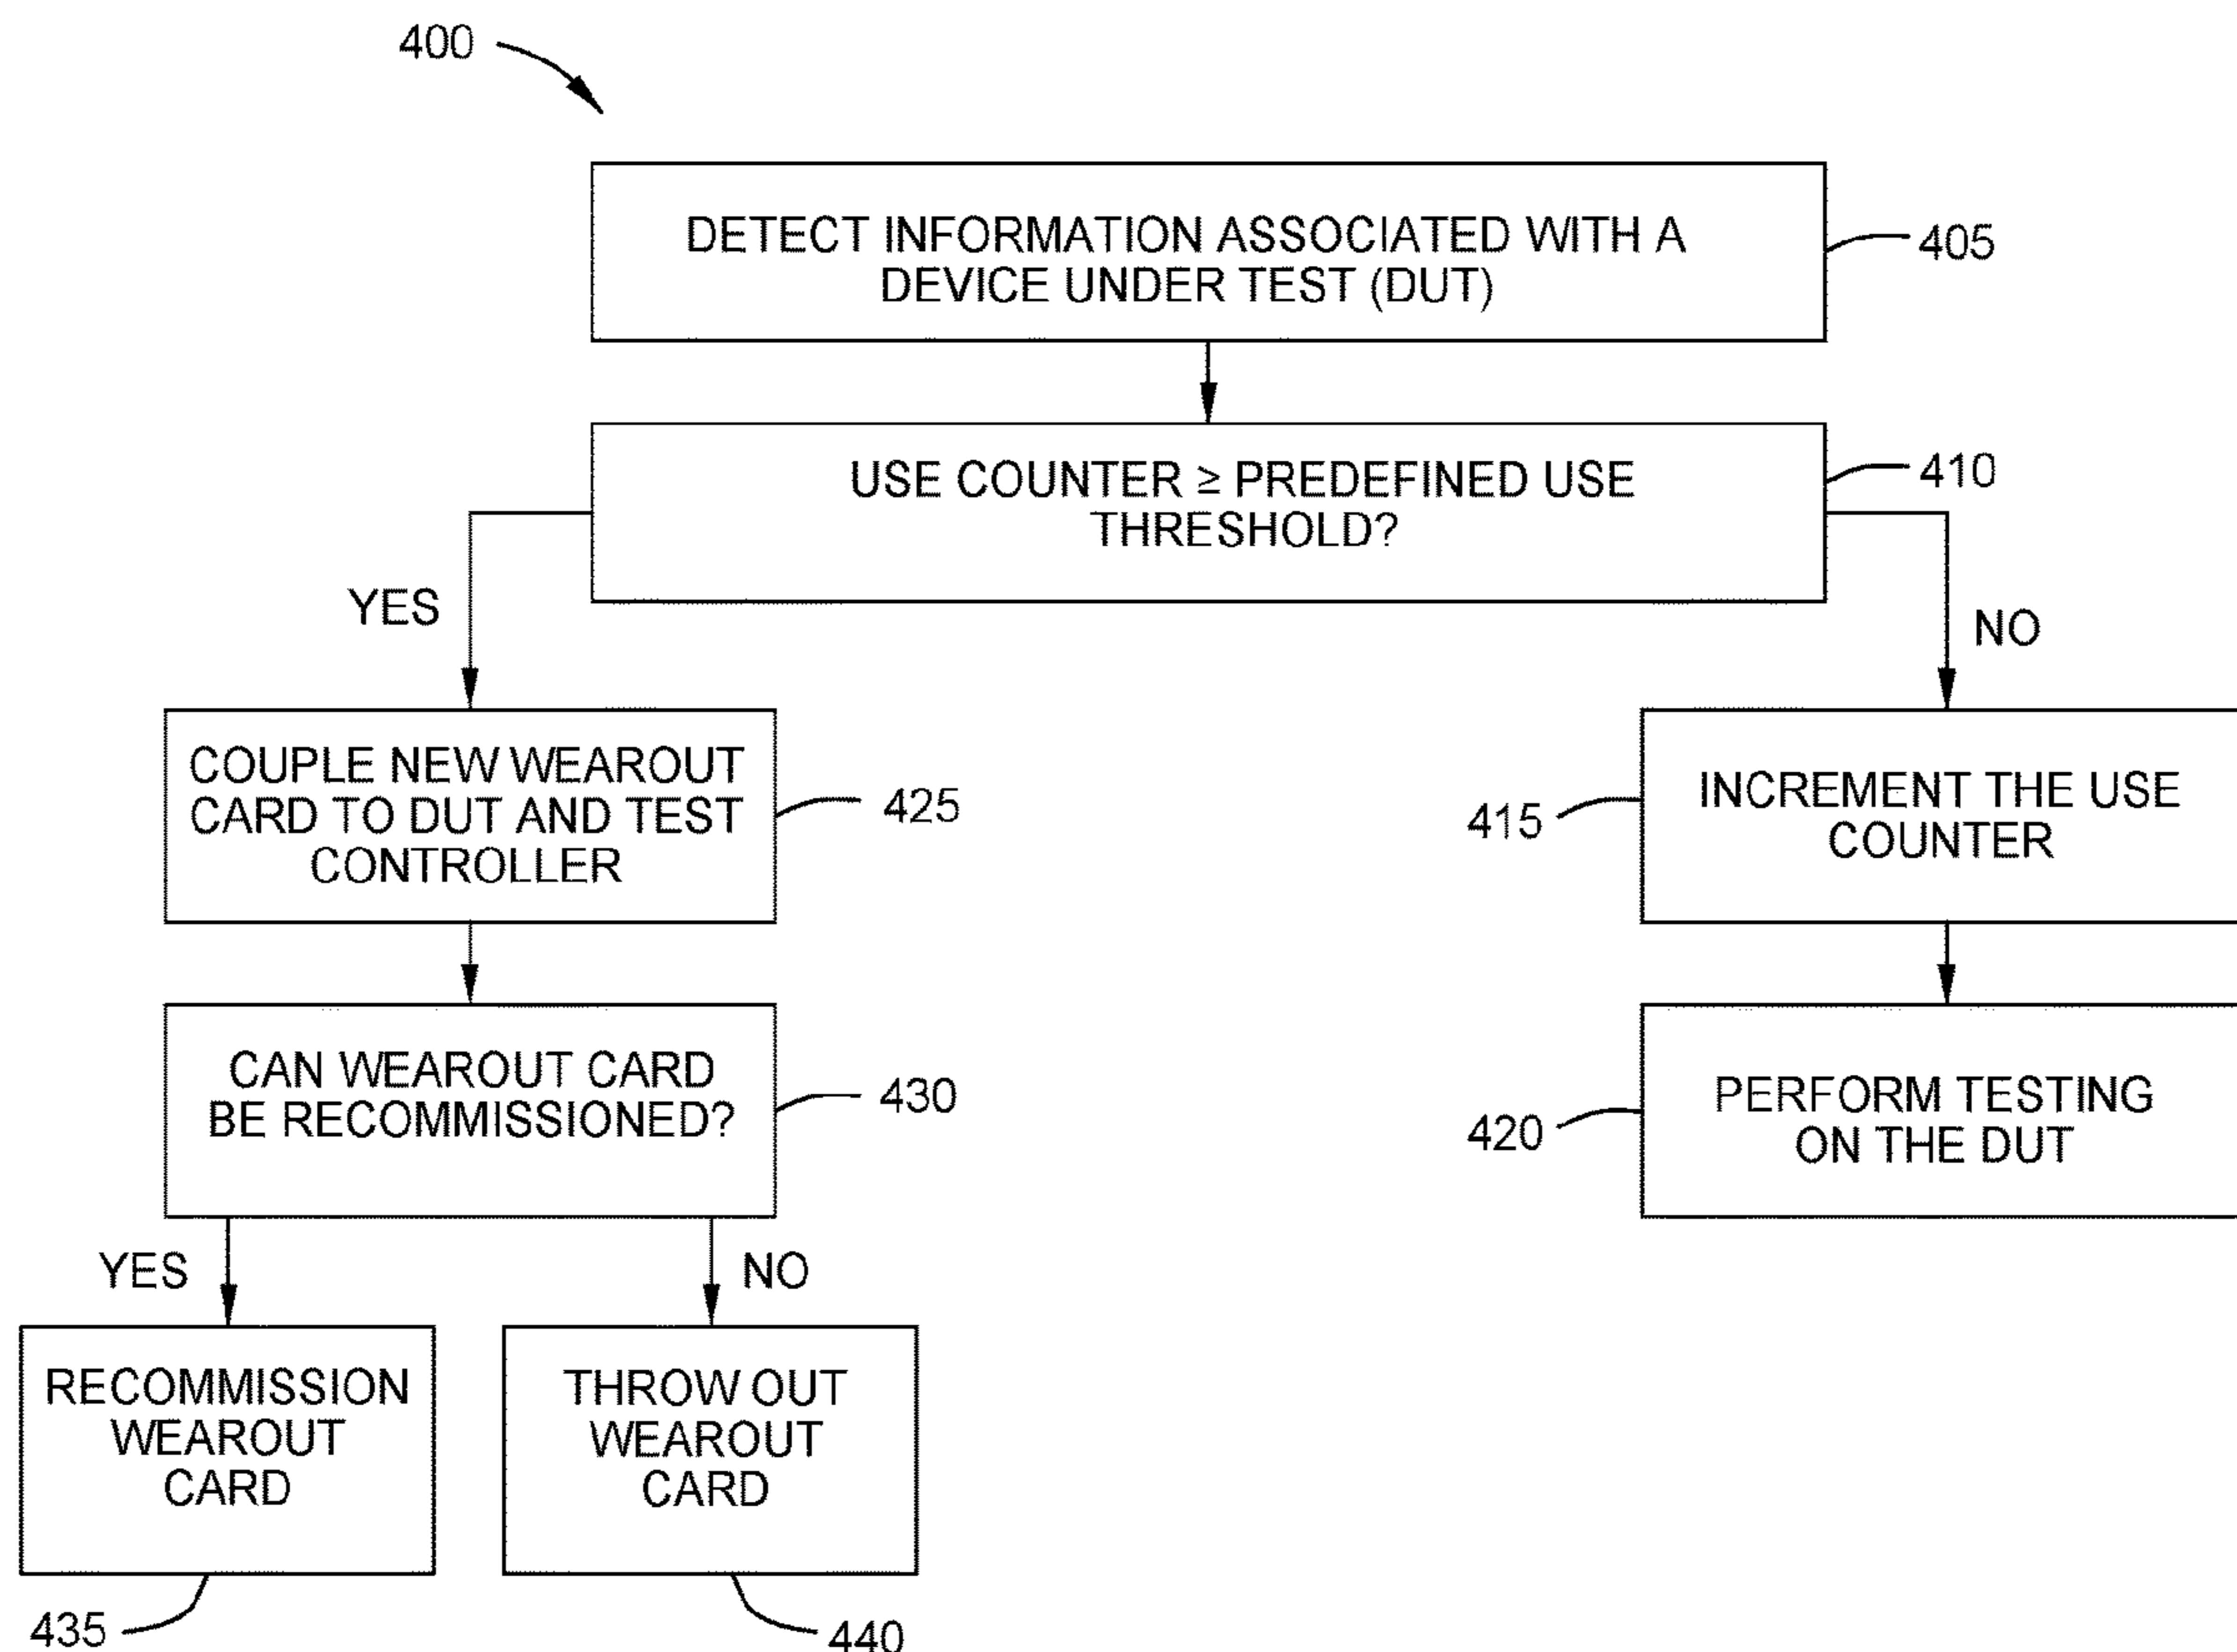 400
DETECT INFORMATION ASSOCIATED WITH A
DEVICE UNDER TEST (DUT)
405
USE COUNTER ≥ PREDEFINED USE
THRESHOLD?
410
YES
NO
COUPLE NEW WEAROUT
CARD TO DUT AND TEST
CONTROLLER
425
415
INCREMENT THE USE
COUNTER
CAN WEAROUT CARD
BE RECOMMISSIONED?
430
420
PERFORM TESTING
ON THE DUT
YES
NO
RECOMMISSION
WEAROUT
CARD
THROW OUT
WEAROUT
CARD
435
440